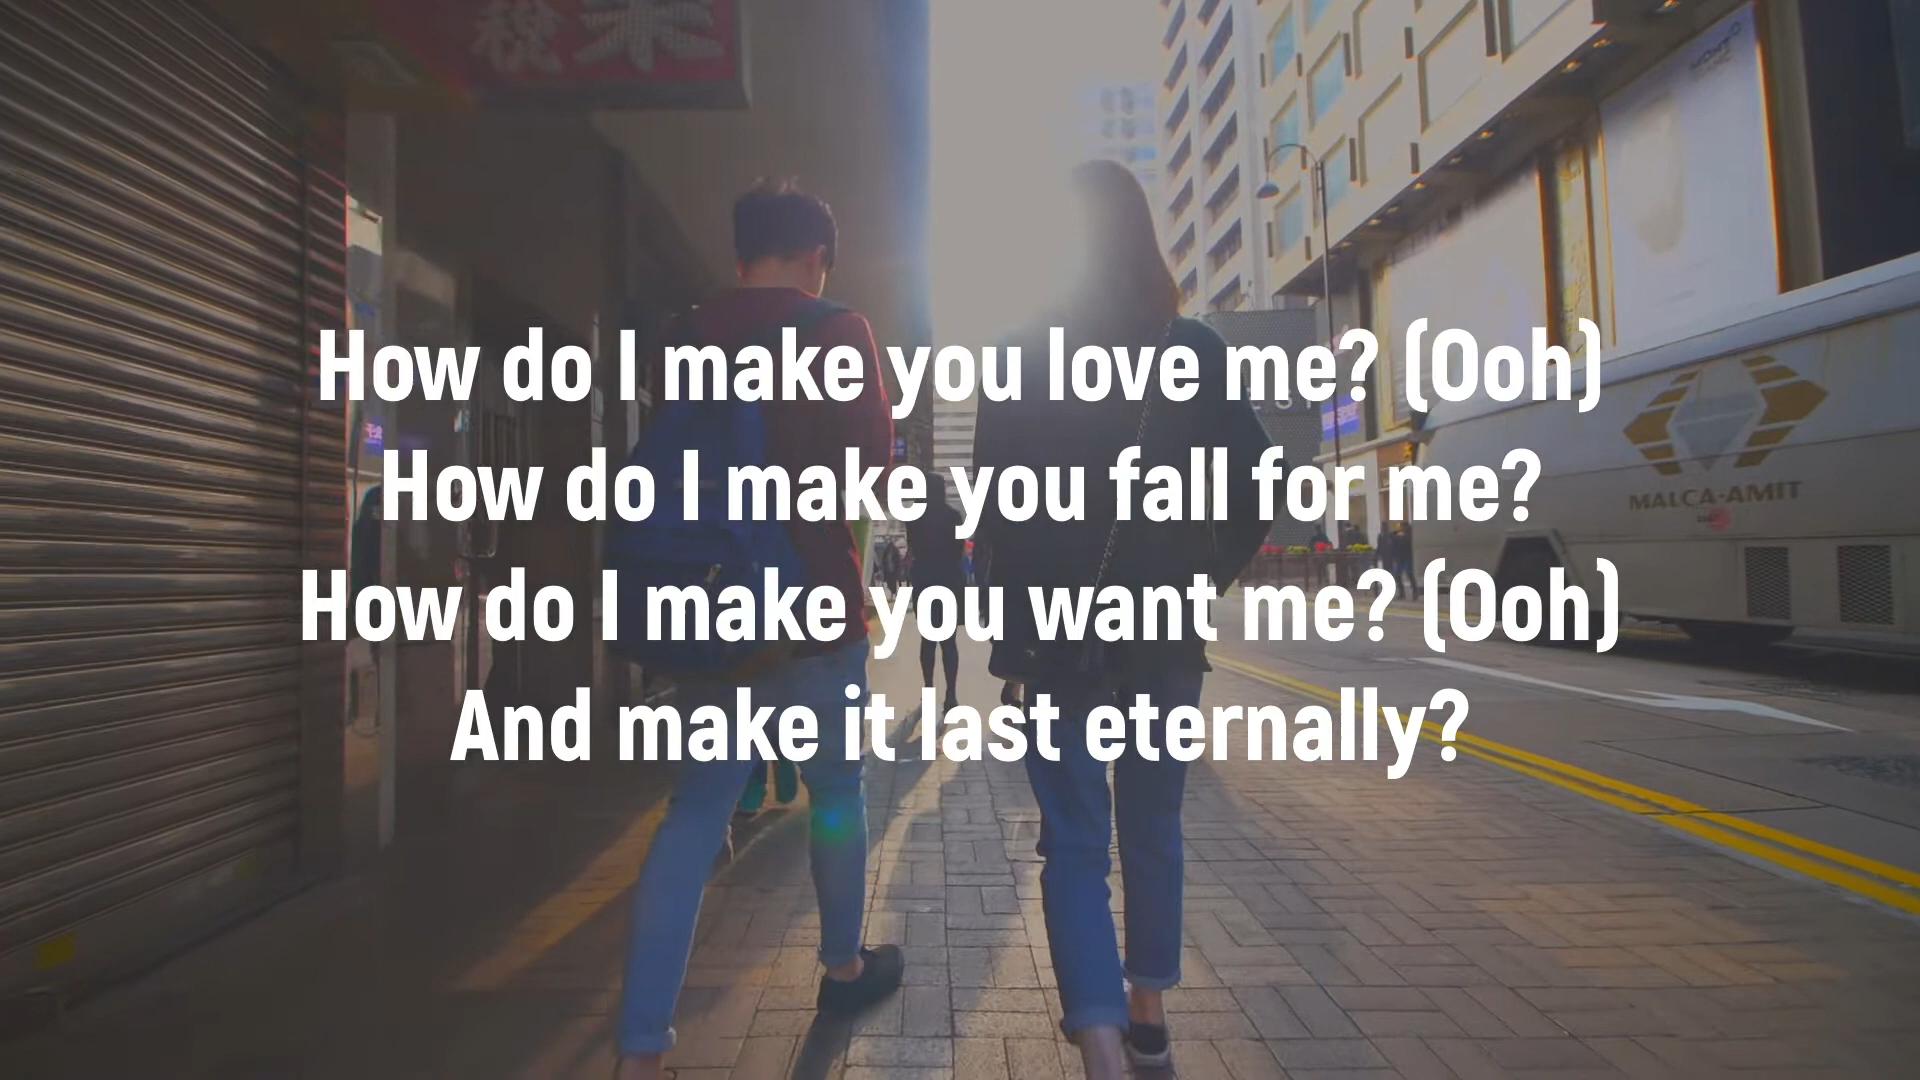 税
How do I make you love me? (Ooh)
How do I make you fall for me?
How do I make you want me? (Ooh)
And make it last eternally?
MALCA-AMIT